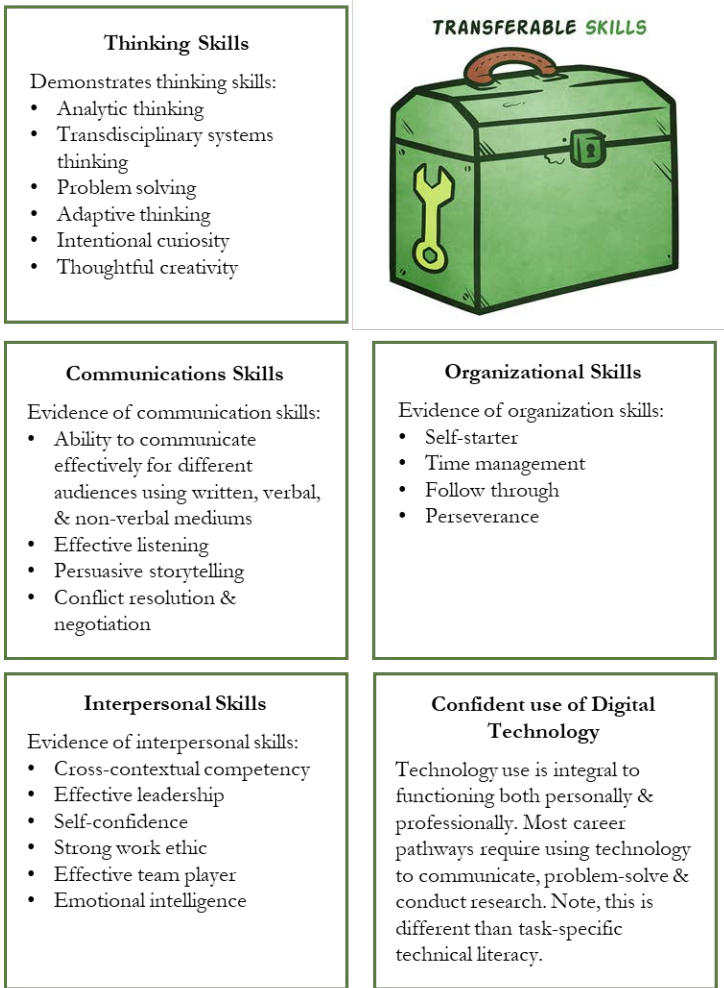 Thinking Skills
Demonstrates thinking skills:
• Analytic thinking
• Transdisciplinary systems
thinking
• Problem solving
• Adaptive thinking
• Intentional curiosity
• Thoughtful creativity
TRANSFERABLE SKILLS
Communications Skills
Evidence of communication skills:
• Ability to communicate
effectively for different
audiences using written, verbal,
& non-verbal mediums
• Effective listening
• Persuasive storytelling
• Conflict resolution &
negotiation
Organizational Skills
Evidence of organization skills:
• Self-starter
• Time management
• Follow through
• Perseverance
Interpersonal Skills
Evidence of interpersonal skills:
• Cross-contextual competency
• Effective leadership
• Self-confidence
• Strong work ethic
• Effective team player
• Emotional intelligence
Confident use of Digital
Technology
Technology use is integral to
functioning both personally &
professionally. Most career
pathways require using technology
to communicate, problem-solve &
conduct research. Note, this is
different than task-specific
technical literacy.